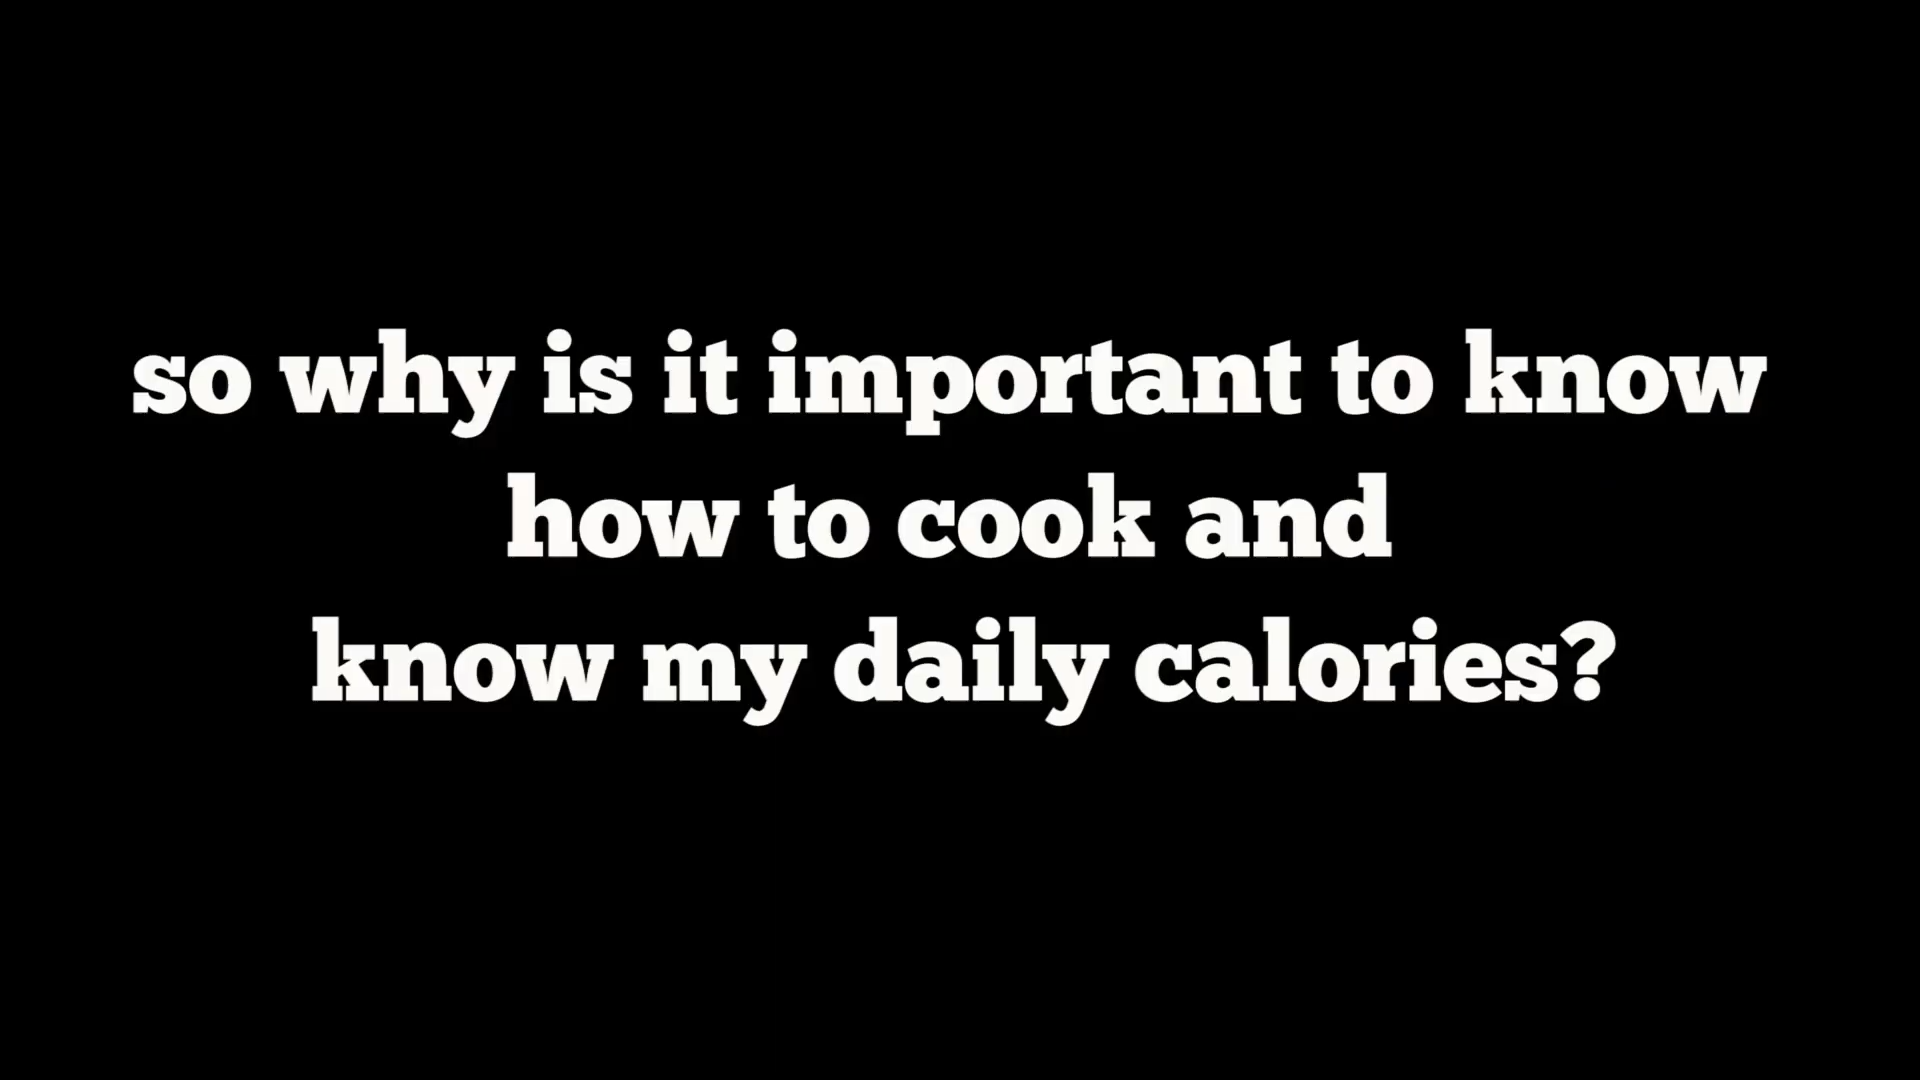 so why is it important to know
how to cook and
know my daily calories?